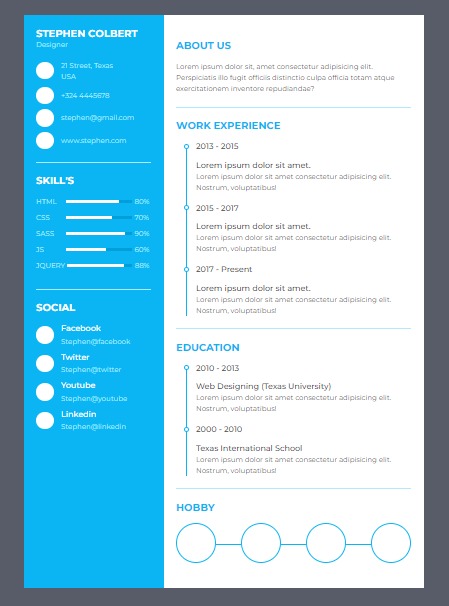 STEPHEN COLBERT
Designer
21 Street, Texas
USA
+324 4445678
stephen@gmail.com
www.stephen.com
SKILL'S
HTML 80%
CSS 70%
SASS 90%
JS 60%
JQUERY 88%
SOCIAL
Facebook
Stephen@facebook
Twitter
Stephen@twitter
Youtube
Stephen@youtube
Linkedin
Stephen@linkedin
ABOUT US
Lorem ipsum dolor sit, amet consectetur adipisicing elit.
Perspiciatis illo fugit officiis distinctio culpa officia totam atque
exercitationem inventore repudiandae?
WORK EXPERIENCE
2013 - 2015
Lorem ipsum dolor sit amet.
Lorem ipsum dolor sit amet consectetur adipisicing elit.
Nostrum, voluptatibus!
2015 - 2017
Lorem ipsum dolor sit amet.
Lorem ipsum dolor sit amet consectetur adipisicing elit.
Nostrum, voluptatibus!
2017 - Present
Lorem ipsum dolor sit amet.
Lorem ipsum dolor sit amet consectetur adipisicing elit.
Nostrum, voluptatibus!
EDUCATION
2010 - 2013
Web Designing (Texas University)
Lorem ipsum dolor sit amet consectetur adipisicing elit.
Nostrum, voluptatibus!
2000 - 2010
Texas International School
Lorem ipsum dolor sit amet consectetur adipisicing elit.
Nostrum, voluptatibus!
HOBBY